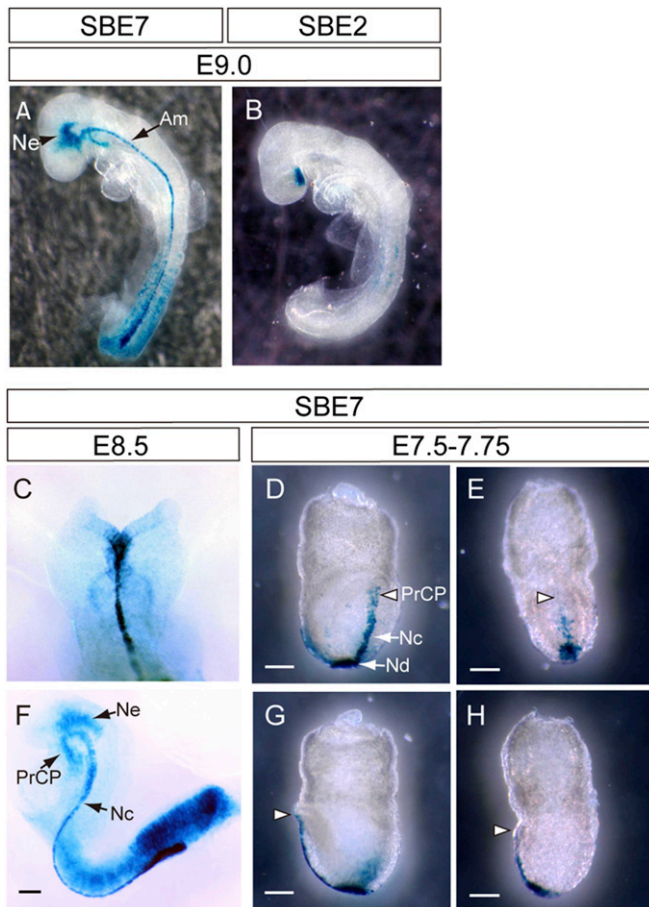 SBE7 SBE2
E9.0
A Am B
Ne
SBE7
E8.5 E7.5-7.75
C D E
PrCP
Nc
Nd
F Ne G H
PrCP
Nc